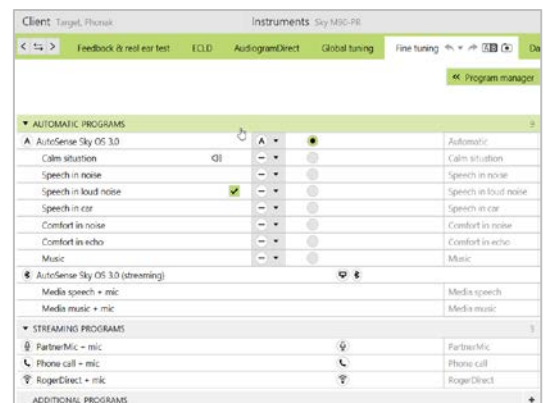 Client Target, Phonak Instruments Sky M90-PR
Feedback & real ear test ECLD AudiogramDirect Global tuning Fine tuning AB Da
« Program manager
AUTOMATIC PROGRAMS 9
A AutoSense Sky OS 3.0 A Automatic
Calm situation Calm situation
Speech in noise Speech in noise
Speech in loud noise Speech in loud noise
Speech in car Speech in car
Comfort in noise Comfort in noise
Comfort in echo Comfort in echo
Music Music
AutoSense Sky OS 3.0 (streaming)
Media speech + mic Media speech
Media music + mic Media music
STREAMING PROGRAMS 3
PartnerMic + mic PartnerMic
Phone call + mic Phone call
RogerDirect + mic RogerDirect
ADDITIONAL PROGRAMS +